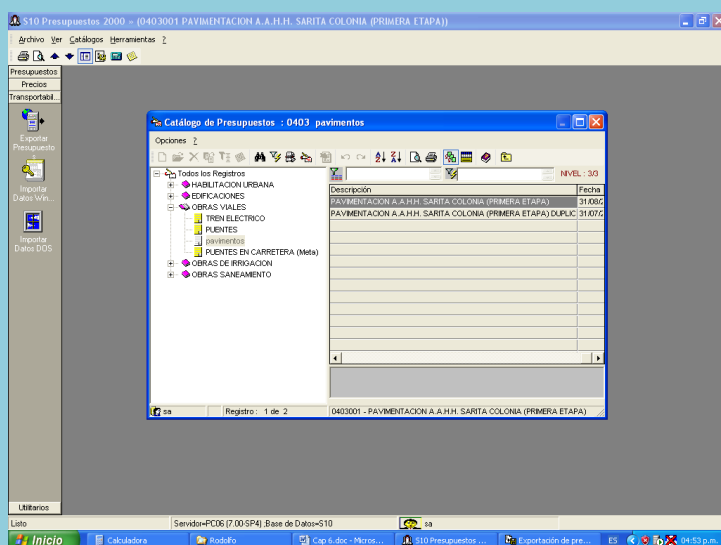 S10 Presupuestos 2000 » (0403001 PAVIMENTACION A.A.H.H. SARITA COLONIA (PRIMERA ETAPA))
Archivo Ver Catálogos Herramientas ?
Presupuestos
Precios
Transportabil...
Exportar
Presupuesto
s
Importar
Datos Win...
Importar
Datos DOS
Utilitarios
Catálogo de Presupuestos : 0403 pavimentos
Opciones ?
NIVEL : 3/3
Todos los Registros
HABILITACION URBANA
EDIFICACIONES
OBRAS VIALES
TREN ELECTRICO
PUENTES
pavimentos
PUENTES EN CARRETERA (Meta)
OBRAS DE IRRIGACION
OBRAS SANEAMIENTO
Descripción Fecha
PAVIMENTACION A.A.H.H. SARITA COLONIA (PRIMERA ETAPA) 31/08/
PAVIMENTACION A.A.H.H. SARITA COLONIA (PRIMERA ETAPA) DUPLIC 31/07/
sa Registro : 1 de 2 0403001 - PAVIMENTACION A.A.H.H. SARITA COLONIA (PRIMERA ETAPA)
Listo Servidor=PC06 (7.00-SP4) ;Base de Datos=S10 sa
Inicio Calculadora Rodolfo Cap 6.doc - Micros... S10 Presupuestos ... Exportación de pre... ES 04:53 p.m.